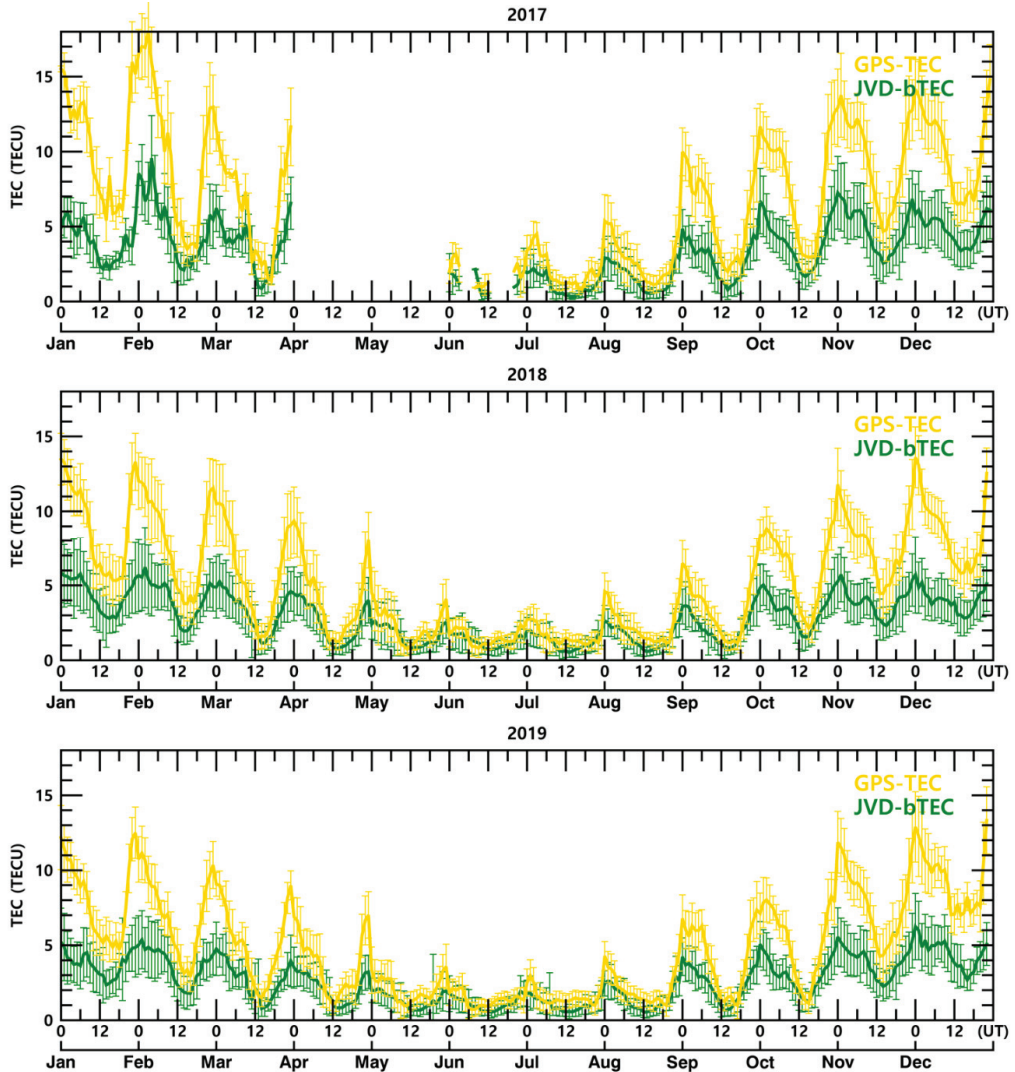 2017
GPS-TEC
JVD-bTEC
TEC (TECU)
15
10
5
0
0 12 0 12 0 12 0 12 0 12 0 12 0 12 0 12 0 12 0 12 0 12 0 12 (UT)
Jan Feb Mar Apr May Jun Jul Aug Sep Oct Nov Dec
2018
GPS-TEC
JVD-bTEC
TEC (TECU)
15
10
5
0
0 12 0 12 0 12 0 12 0 12 0 12 0 12 0 12 0 12 0 12 0 12 0 12 (UT)
Jan Feb Mar Apr May Jun Jul Aug Sep Oct Nov Dec
2019
GPS-TEC
JVD-bTEC
TEC (TECU)
15
10
5
0
0 12 0 12 0 12 0 12 0 12 0 12 0 12 0 12 0 12 0 12 0 12 0 12 (UT)
Jan Feb Mar Apr May Jun Jul Aug Sep Oct Nov Dec